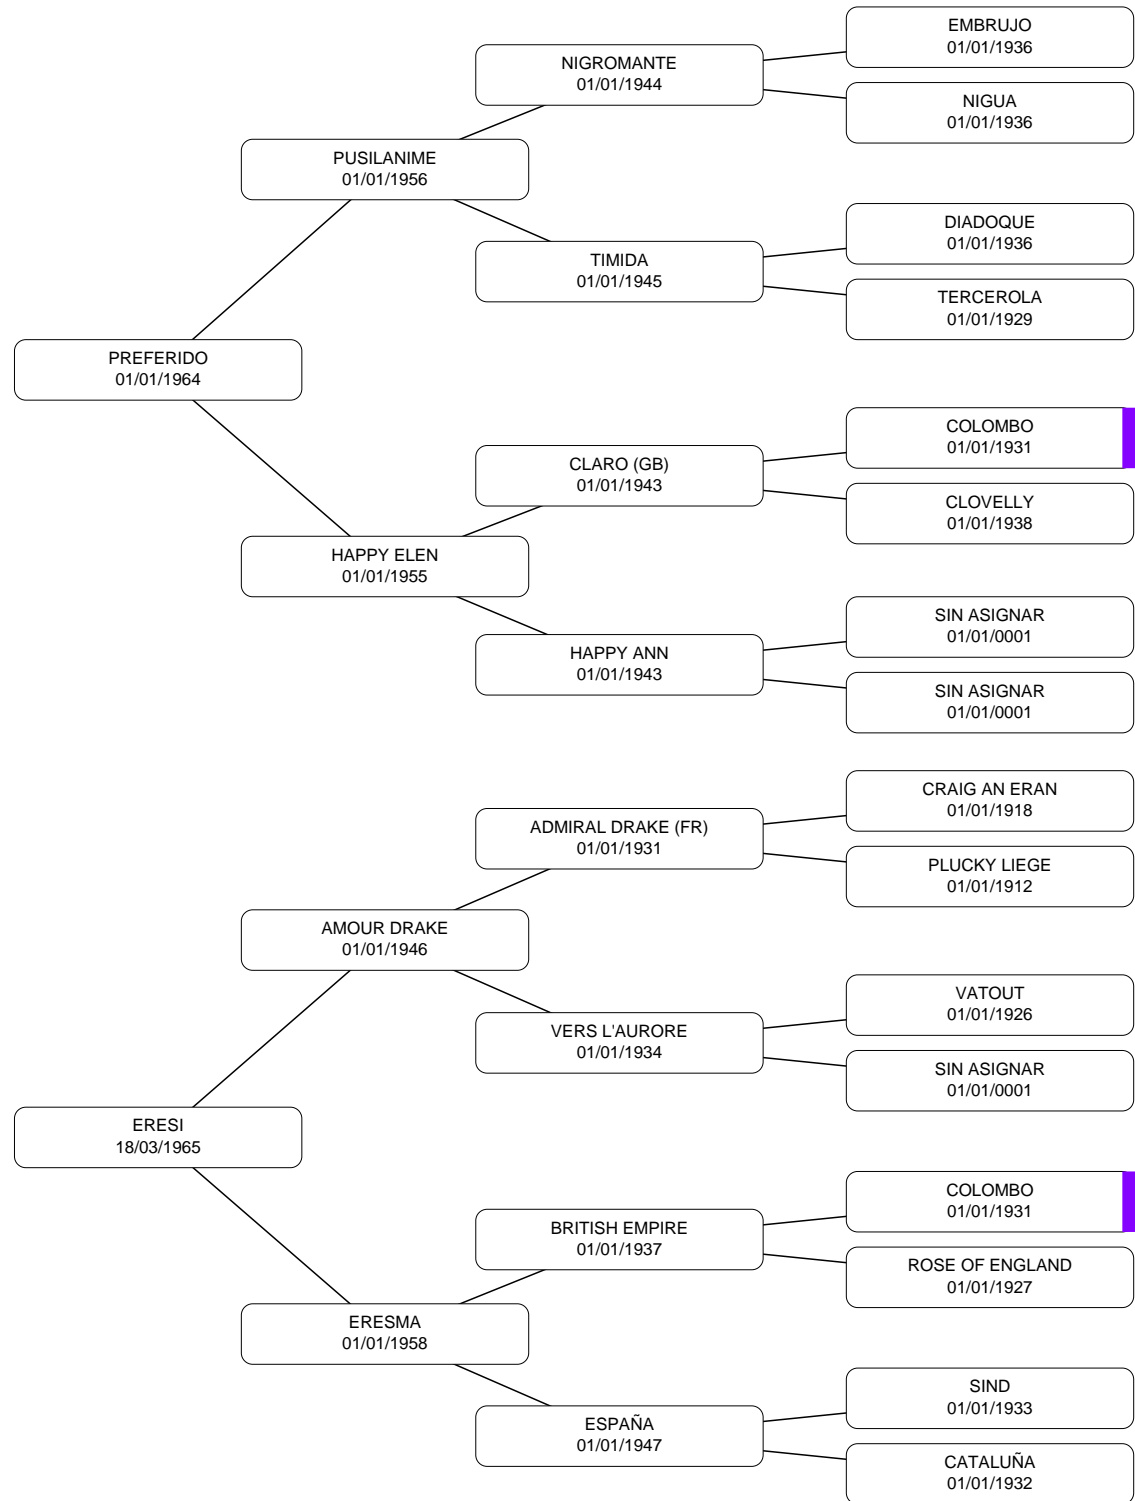 EMBRUJO
01/01/1936
NIGROMANTE
01/01/1944
NIGUA
01/01/1936
PUSILANIME
01/01/1956
DIADOQUE
01/01/1936
TIMIDA
01/01/1945
TERCEROLA
01/01/1929
PREFERIDO
01/01/1964
COLOMBO
01/01/1931
CLARO (GB)
01/01/1943
CLOVELLY
01/01/1938
HAPPY ELEN
01/01/1955
SIN ASIGNAR
01/01/0001
HAPPY ANN
01/01/1943
SIN ASIGNAR
01/01/0001
CRAIG AN ERAN
01/01/1918
ADMIRAL DRAKE (FR)
01/01/1931
PLUCKY LIEGE
01/01/1912
AMOUR DRAKE
01/01/1946
VATOUT
01/01/1926
VERS L'AURORE
01/01/1934
SIN ASIGNAR
01/01/0001
ERESI
18/03/1965
COLOMBO
01/01/1931
BRITISH EMPIRE
01/01/1937
ROSE OF ENGLAND
01/01/1927
ERESMA
01/01/1958
SIND
01/01/1933
ESPAÑA
01/01/1947
CATALUÑA
01/01/1932